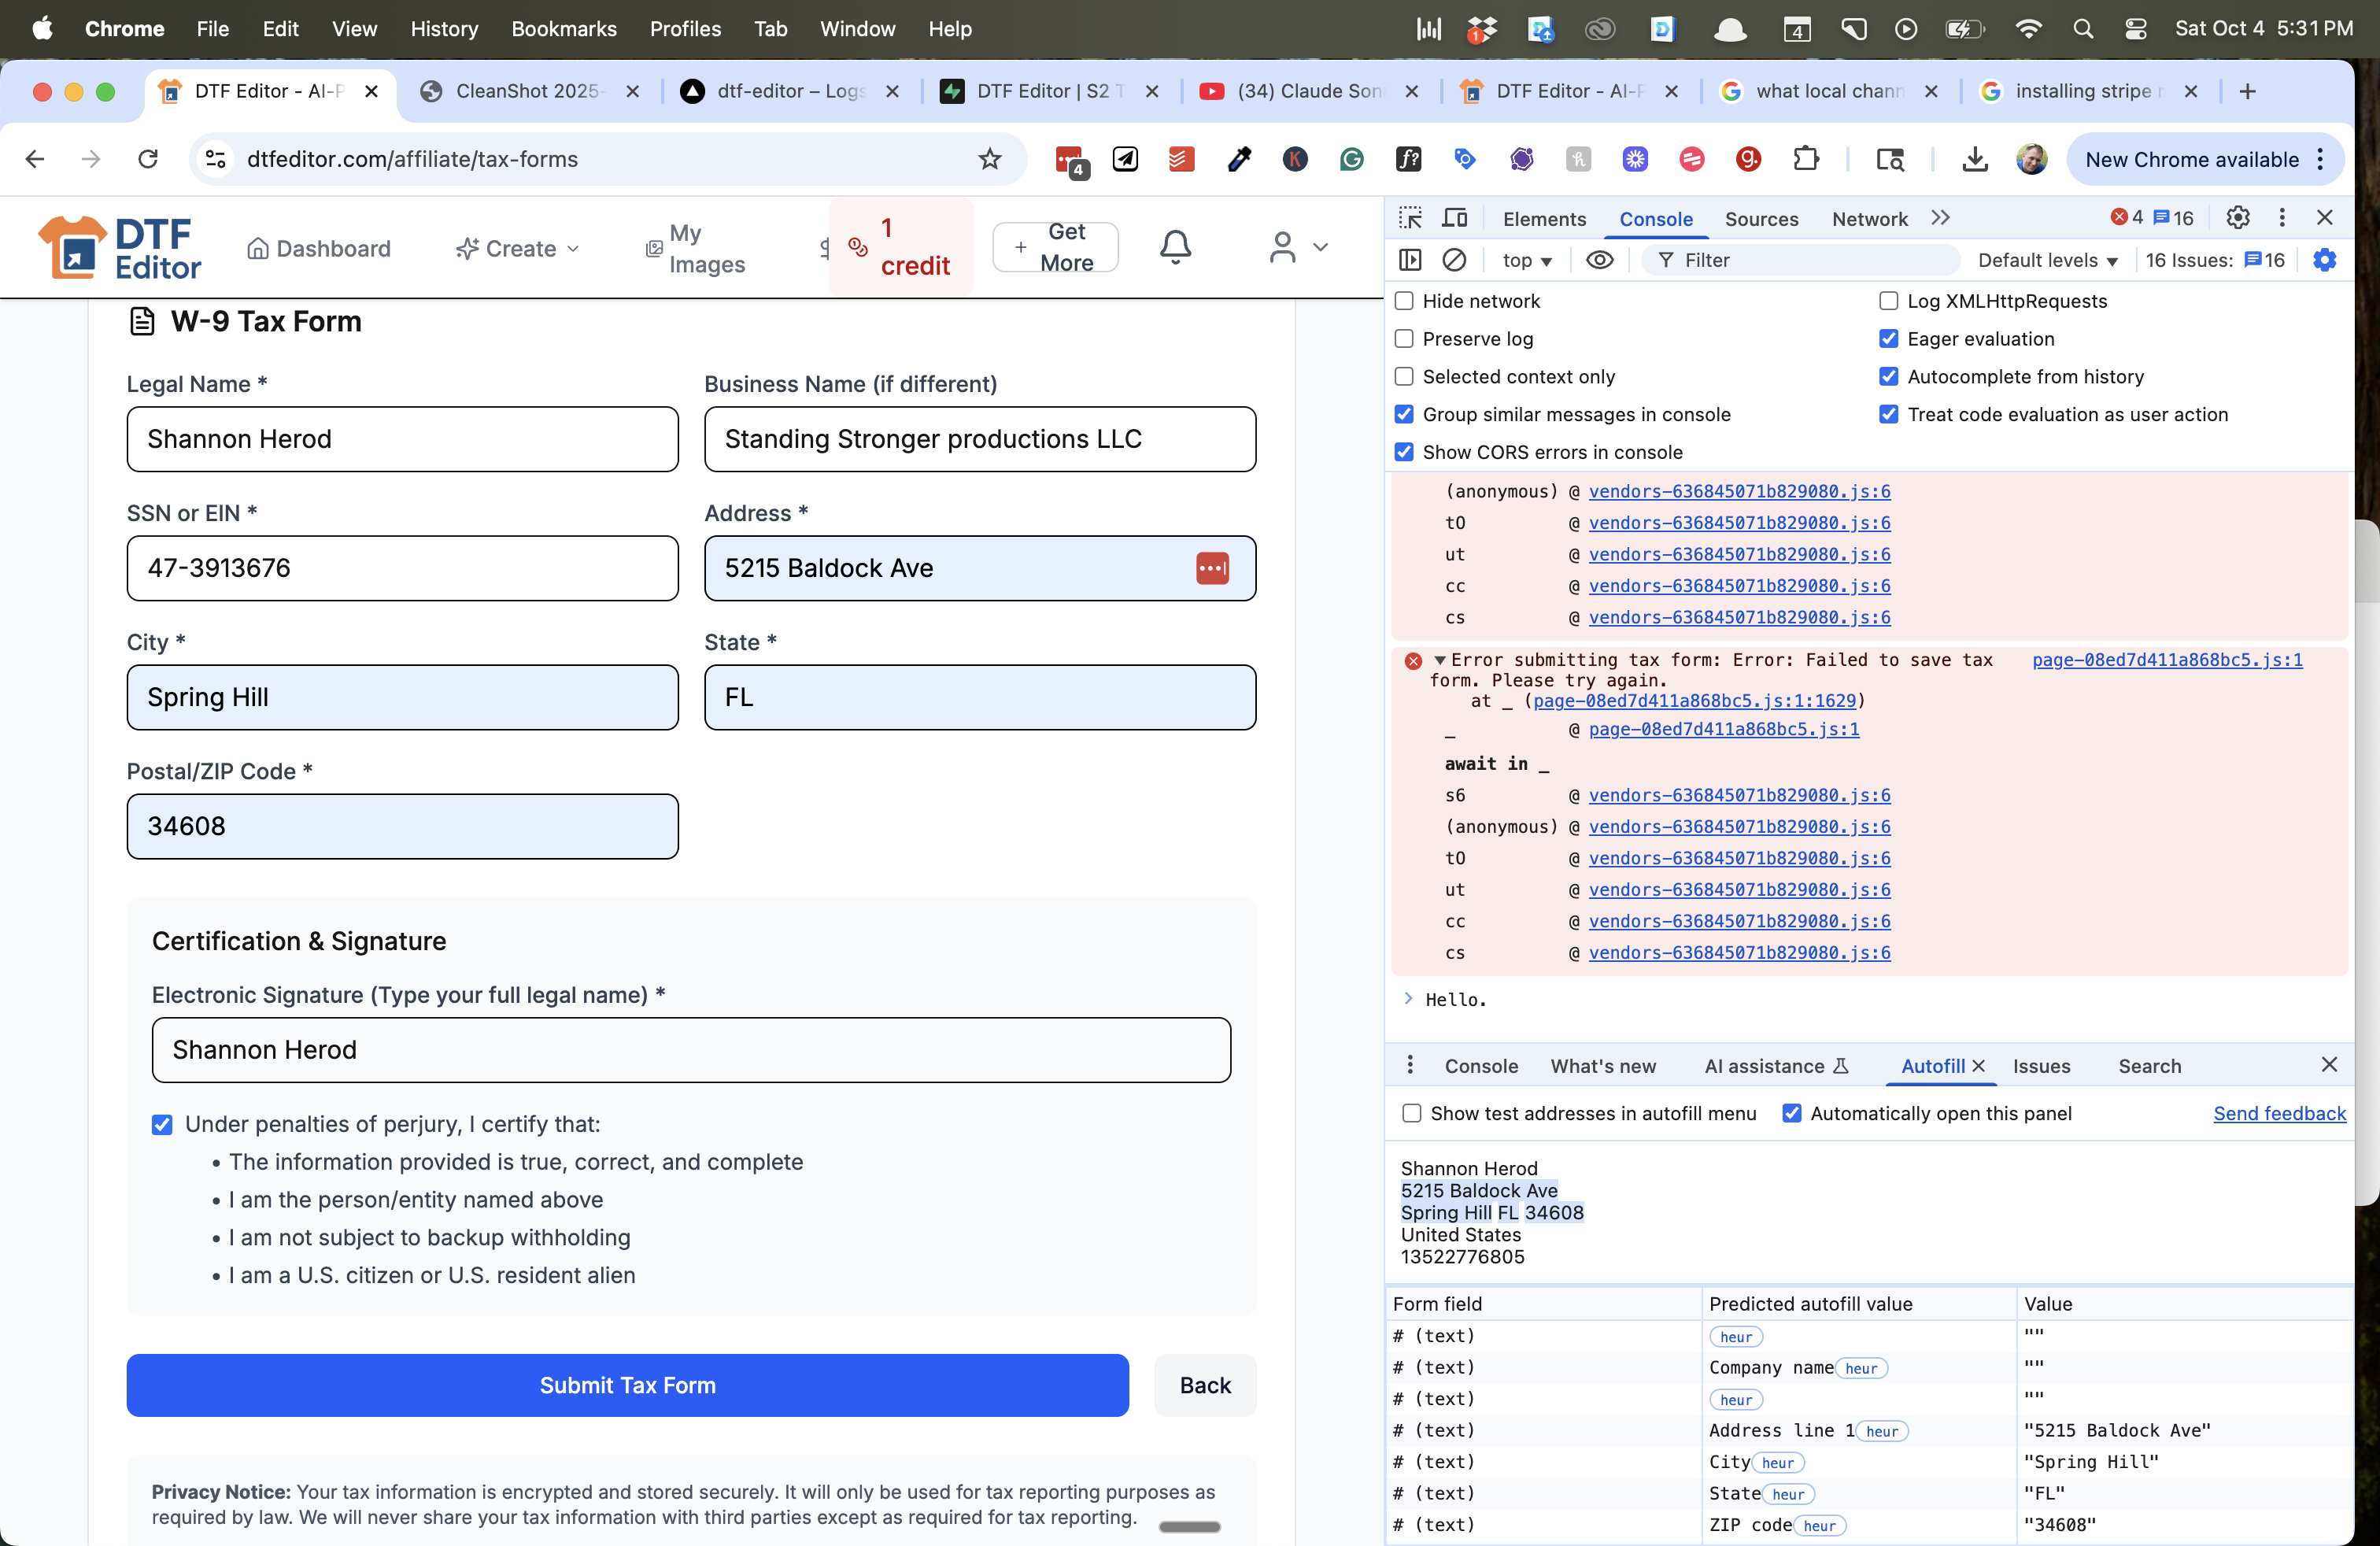 Chrome File Edit View History Bookmarks Profiles Tab Window Help
1
4
Sat Oct 4 5:31 PM
DTF Editor - AI-P
CleanShot 2025-
dtf-editor – Logs
DTF Editor | S2 T
(34) Claude Son
DTF Editor - AI-P
what local chann
installing stripe
dtfeditor.com/affiliate/tax-forms
4
New Chrome available
DTF
Editor
Dashboard
Create
My
Images
$
1
credit
+ Get
More
W-9 Tax Form
Legal Name *
Business Name (if different)
Shannon Herod
Standing Stronger productions LLC
SSN or EIN *
Address *
47-3913676
5215 Baldock Ave
City *
State *
Spring Hill
FL
Postal/ZIP Code *
34608
Certification & Signature
Electronic Signature (Type your full legal name) *
Shannon Herod
Under penalties of perjury, I certify that:
• The information provided is true, correct, and complete
• I am the person/entity named above
• I am not subject to backup withholding
• I am a U.S. citizen or U.S. resident alien
Submit Tax Form
Back
Privacy Notice: Your tax information is encrypted and stored securely. It will only be used for tax reporting purposes as
required by law. We will never share your tax information with third parties except as required for tax reporting.
Elements Console Sources Network
4 16
top
Filter
Default levels
16 Issues: 16
Hide network
Log XMLHttpRequests
Preserve log
Eager evaluation
Selected context only
Autocomplete from history
Group similar messages in console
Treat code evaluation as user action
Show CORS errors in console
(anonymous) @ vendors-636845071b829080.js:6
tO @ vendors-636845071b829080.js:6
ut @ vendors-636845071b829080.js:6
cc @ vendors-636845071b829080.js:6
cs @ vendors-636845071b829080.js:6
Error submitting tax form: Error: Failed to save tax page-08ed7d411a868bc5.js:1
form. Please try again.
at _ (page-08ed7d411a868bc5.js:1:1629)
_ @ page-08ed7d411a868bc5.js:1
await in _
s6 @ vendors-636845071b829080.js:6
(anonymous) @ vendors-636845071b829080.js:6
tO @ vendors-636845071b829080.js:6
ut @ vendors-636845071b829080.js:6
cc @ vendors-636845071b829080.js:6
cs @ vendors-636845071b829080.js:6
Hello.
Console What's new AI assistance Autofill Issues Search
Show test addresses in autofill menu
Automatically open this panel
Send feedback
Shannon Herod
5215 Baldock Ave
Spring Hill FL 34608
United States
13522776805
Form field Predicted autofill value Value
# (text) heur ""
# (text) Company name heur ""
# (text) heur ""
# (text) Address line 1 heur "5215 Baldock Ave"
# (text) City heur "Spring Hill"
# (text) State heur "FL"
# (text) ZIP code heur "34608"